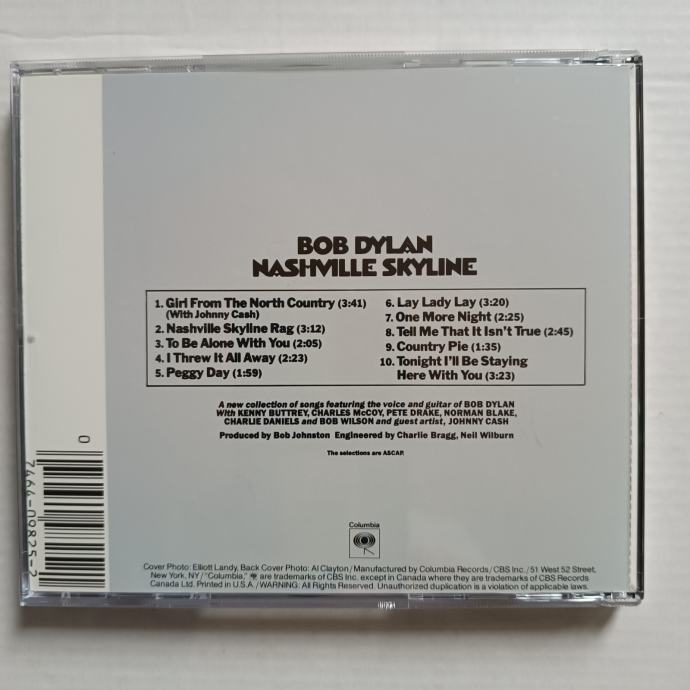 BOB DYLAN
NASHVILLE SKYLINE
1. Girl From The North Country (3:41)
(With Johnny Cash)
2. Nashville Skyline Rag (3:12)
3. To Be Alone With You (2:05)
4. I Threw It All Away (2:23)
5. Peggy Day (1:59)
6. Lay Lady Lay (3:20)
7. One More Night (2:25)
8. Tell Me That It Isn't True (2:45)
9. Country Pie (1:35)
10. Tonight I'll Be Staying
Here With You (3:23)
A new collection of songs featuring the voice and guitar of BOB DYLAN
With KENNY BUTTREY, CHARLES McCOY, PETE DRAKE, NORMAN BLAKE,
CHARLIE DANIELS and BOB WILSON and guest artist, JOHNNY CASH
Produced by Bob Johnston Engineered by Charlie Bragg, Neil Wilburn
The selections are ASCAP.
Columbia
Cover Photo: Elliott Landy, Back Cover Photo: Al Clayton/Manufactured by Columbia Records/CBS Inc./51 West 52 Street,
New York, NY/"Columbia," are trademarks of CBS Inc. except in Canada where they are trademarks of CBS Records
Canada Ltd. Printed in U.S.A./WARNING: All Rights Reserved. Unauthorized duplication is a violation of applicable laws.
0
7464-09825-2